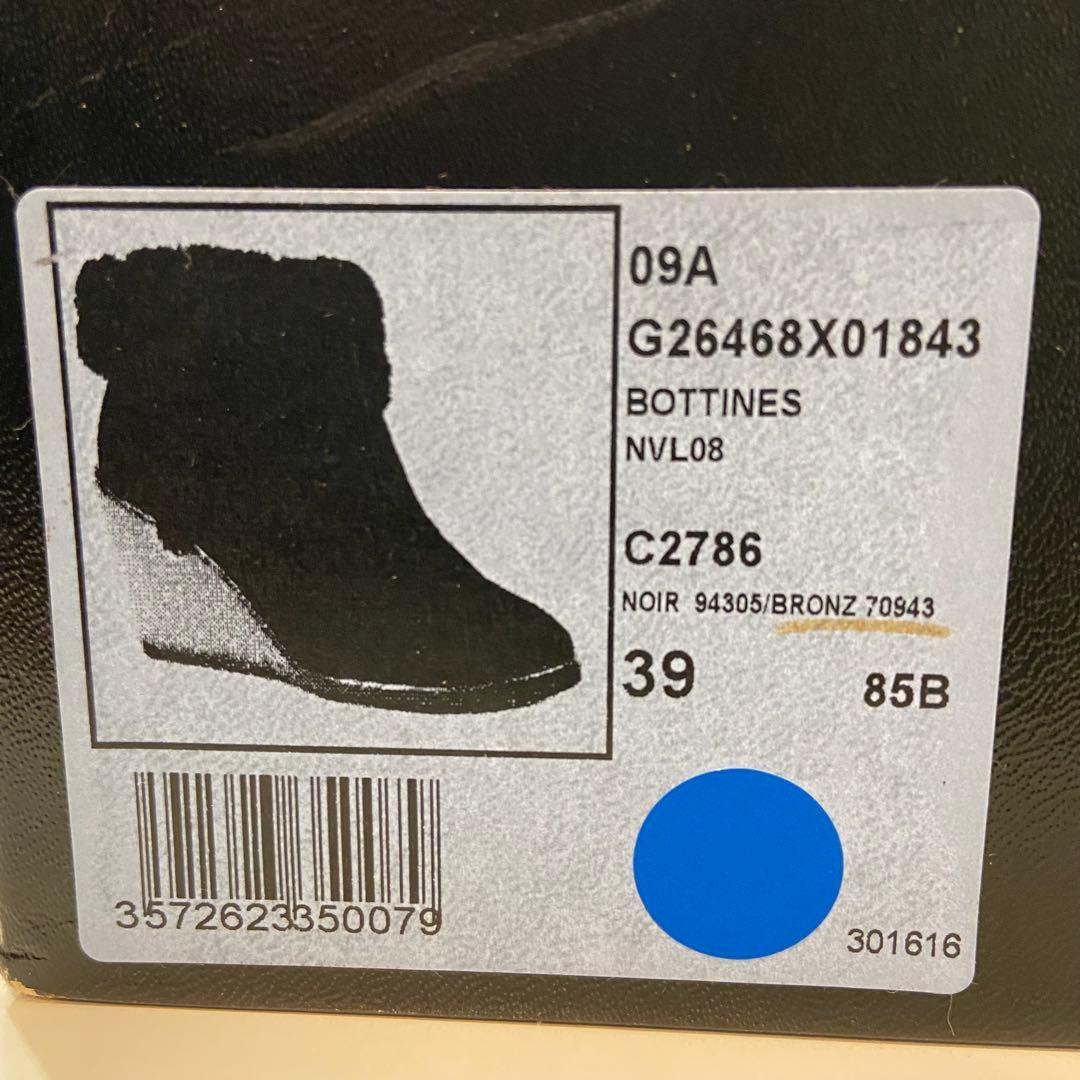 09A
G26468X01843
BOTTINES
NVL08
C2786
NOIR 94305/BRONZ 70943
39 85B
3572623350079
301616